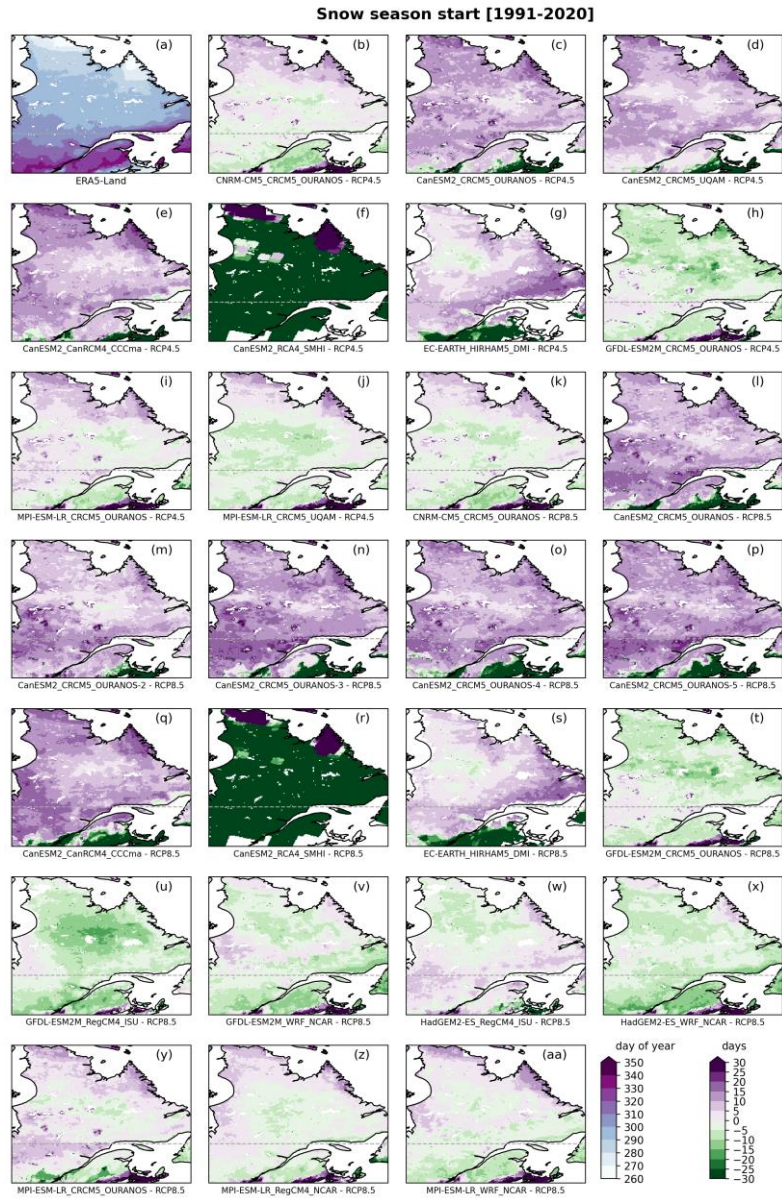 Snow season start [1991-2020]
(a) (b) (c) (d)
ERA5-Land CNRM-CM5_CRCM5_OURANOS - RCP4.5 CanESM2_CRCM5_OURANOS - RCP4.5 CanESM2_CRCM5_UQAM - RCP4.5
(e) (f) (g) (h)
CanESM2_CanRCM4_CCCma - RCP4.5 CanESM2_RCA4_SMHI - RCP4.5 EC-EARTH_HIRHAM5_DMI - RCP4.5 GFDL-ESM2M_CRCM5_OURANOS - RCP4.5
(i) (j) (k) (l)
MPI-ESM-LR_CRCM5_OURANOS - RCP4.5 MPI-ESM-LR_CRCM5_UQAM - RCP4.5 CNRM-CM5_CRCM5_OURANOS - RCP8.5 CanESM2_CRCM5_OURANOS - RCP8.5
(m) (n) (o) (p)
CanESM2_CRCM5_OURANOS-2 - RCP8.5 CanESM2_CRCM5_OURANOS-3 - RCP8.5 CanESM2_CRCM5_OURANOS-4 - RCP8.5 CanESM2_CRCM5_OURANOS-5 - RCP8.5
(q) (r) (s) (t)
CanESM2_CanRCM4_CCCma - RCP8.5 CanESM2_RCA4_SMHI - RCP8.5 EC-EARTH_HIRHAM5_DMI - RCP8.5 GFDL-ESM2M_CRCM5_OURANOS - RCP8.5
(u) (v) (w) (x)
GFDL-ESM2M_RegCM4_ISU - RCP8.5 GFDL-ESM2M_WRF_NCAR - RCP8.5 HadGEM2-ES_RegCM4_ISU - RCP8.5 HadGEM2-ES_WRF_NCAR - RCP8.5
(y) (z) (aa) day of year days
350 30
340 25
330 20
320 15
310 10
300 5
290 0
280 −5
270 −10
260 −15
−20
−25
−30
MPI-ESM-LR_CRCM5_OURANOS - RCP8.5 MPI-ESM-LR_RegCM4_NCAR - RCP8.5 MPI-ESM-LR_WRF_NCAR - RCP8.5